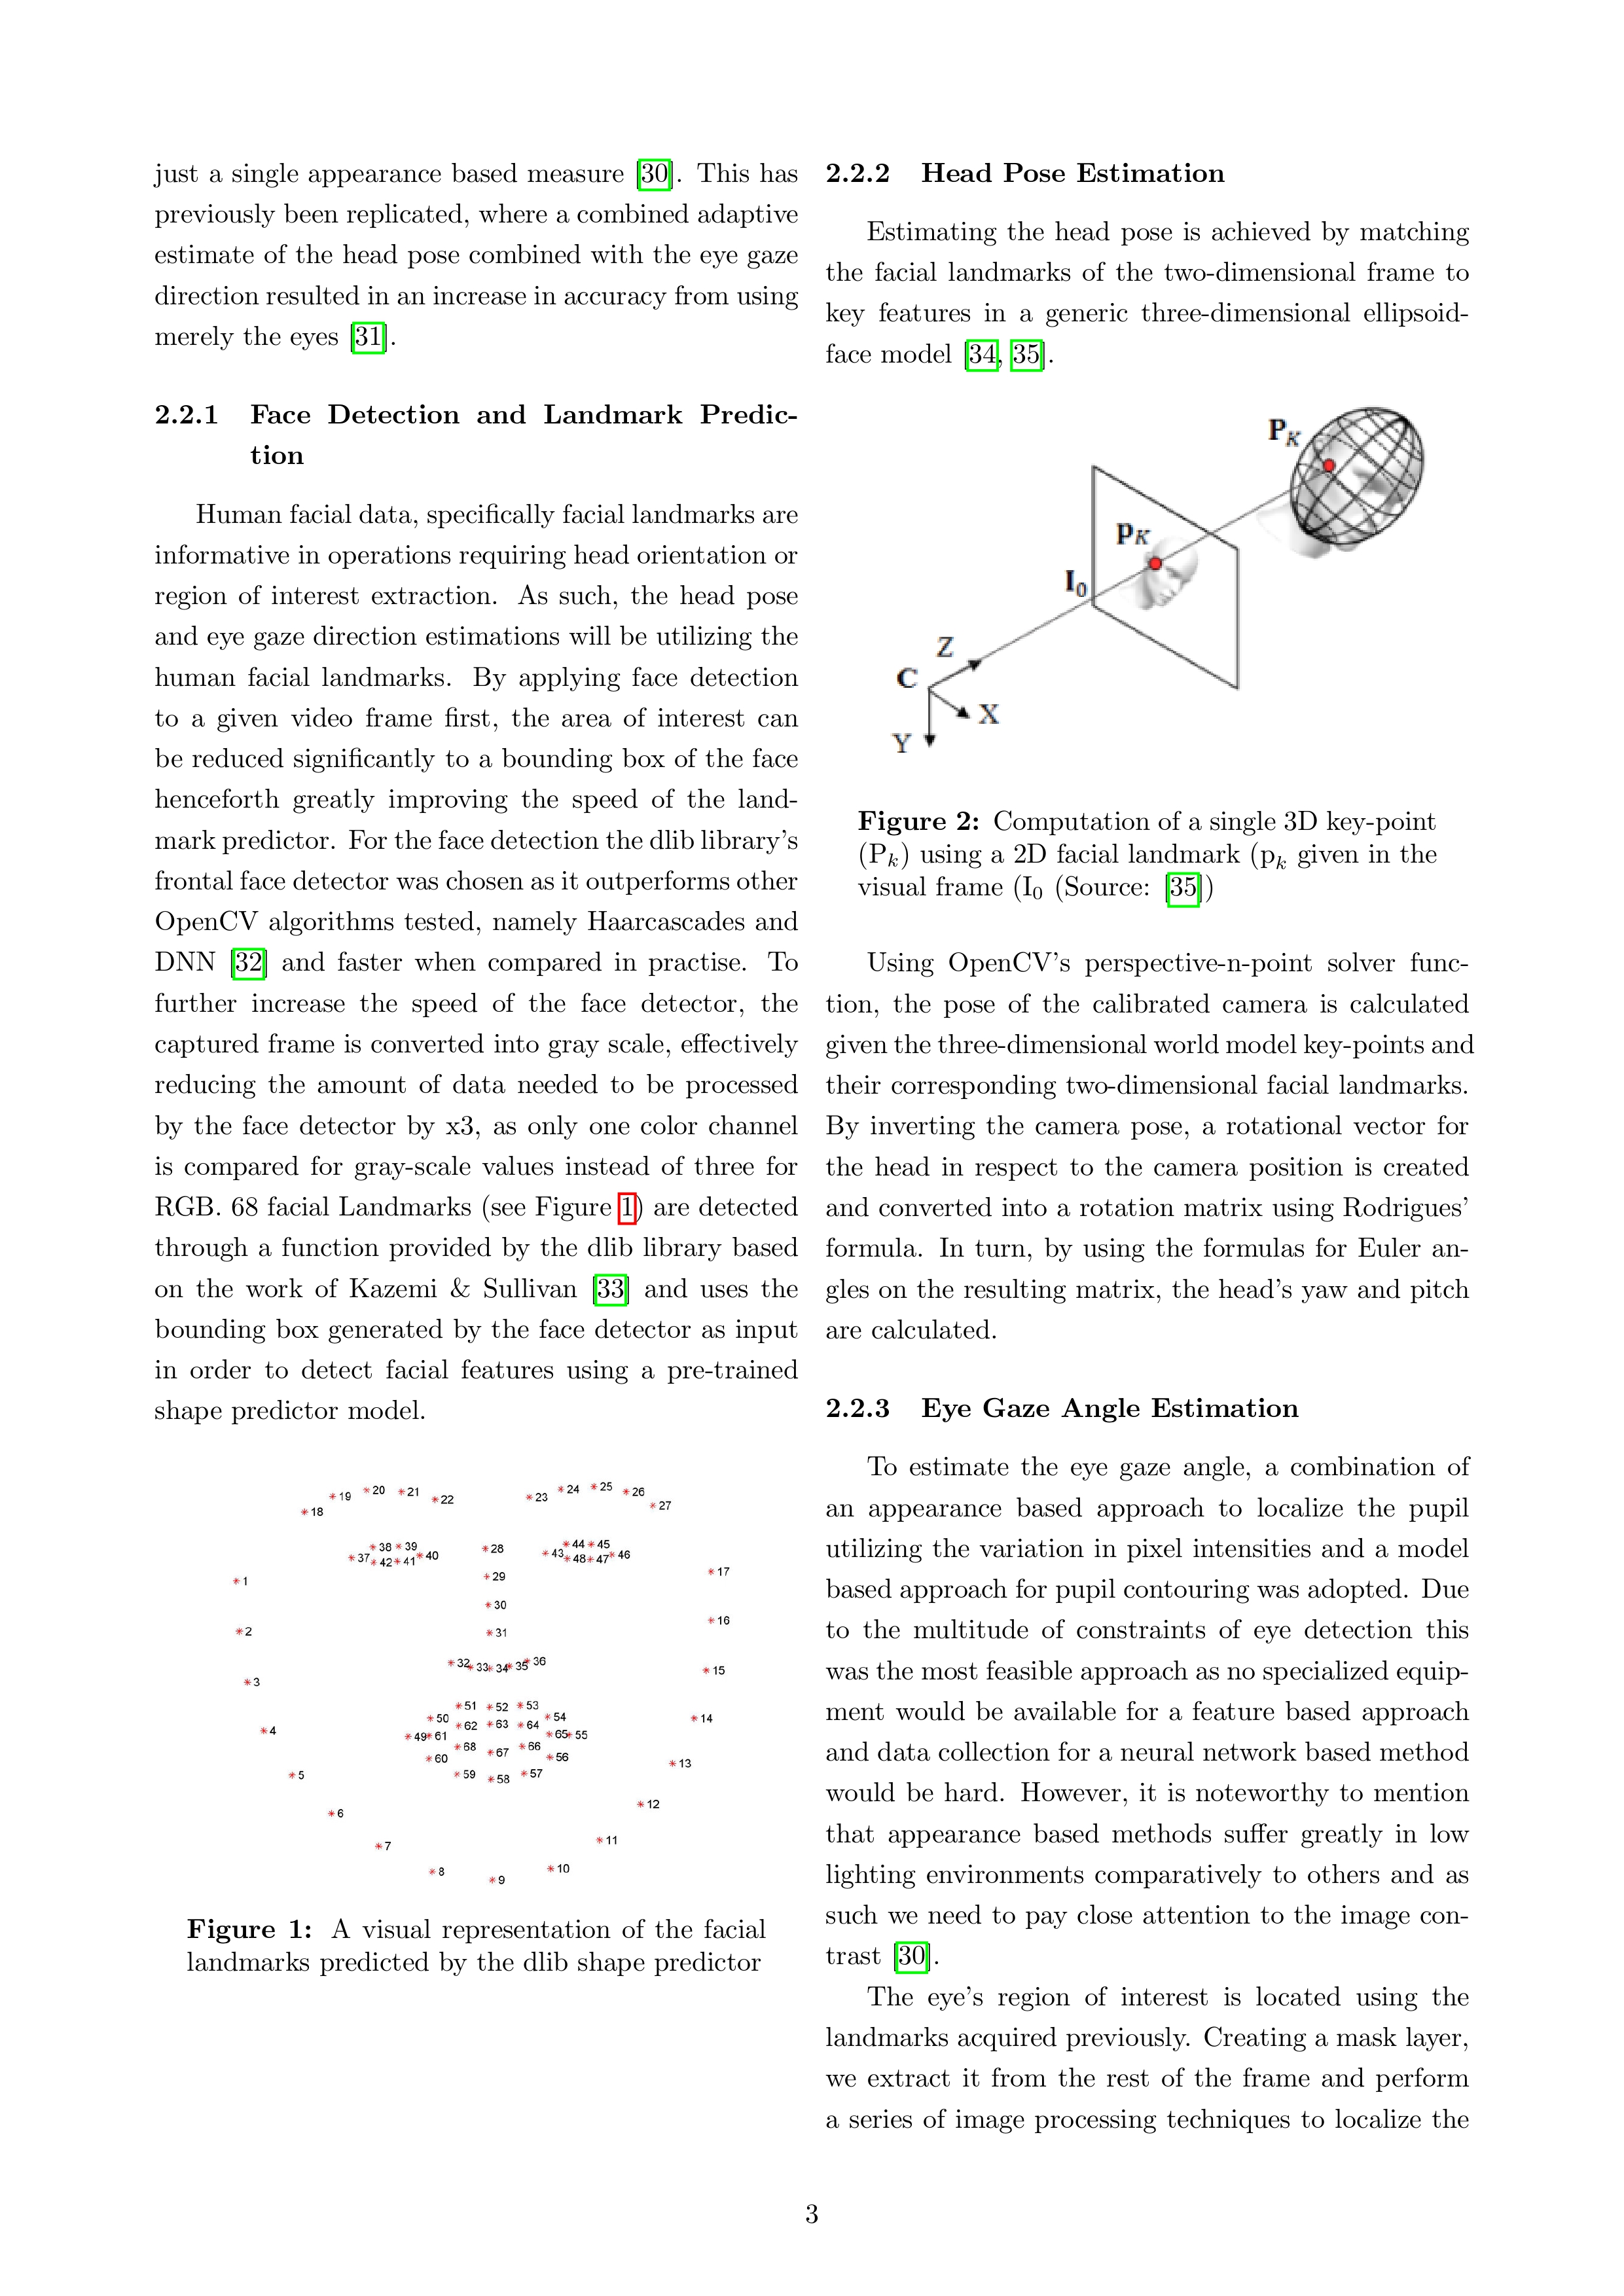 just a single appearance based measure [30]. This has
previously been replicated, where a combined adaptive
estimate of the head pose combined with the eye gaze
direction resulted in an increase in accuracy from using
merely the eyes [31].
2.2.1 Face Detection and Landmark Predic-
tion
Human facial data, specifically facial landmarks are
informative in operations requiring head orientation or
region of interest extraction. As such, the head pose
and eye gaze direction estimations will be utilizing the
human facial landmarks. By applying face detection
to a given video frame first, the area of interest can
be reduced significantly to a bounding box of the face
henceforth greatly improving the speed of the land-
mark predictor. For the face detection the dlib library's
frontal face detector was chosen as it outperforms other
OpenCV algorithms tested, namely Haarcascades and
DNN [32] and faster when compared in practise. To
further increase the speed of the face detector, the
captured frame is converted into gray scale, effectively
reducing the amount of data needed to be processed
by the face detector by x3, as only one color channel
is compared for gray-scale values instead of three for
RGB. 68 facial Landmarks (see Figure 1) are detected
through a function provided by the dlib library based
on the work of Kazemi & Sullivan [33] and uses the
bounding box generated by the face detector as input
in order to detect facial features using a pre-trained
shape predictor model.
*18 *19 *20 *21 *22 *23 *24 *25 *26 *27
*37 *38 *39 *40 *42 *41 *28 *43 *44 *45 *46 *48 *47
*29 *17
*1
*30
*16
*2 *31
*32 *33 *34 *35 *36
*15
*3
*51 *52 *53
*50 *54 *14
*62 *63 *64
*4
*49 *61 *65 *55
*68 *67 *66
*60 *56
*13
*5 *59 *58 *57
*12
*6
*11
*7
*8 *10
*9
Figure 1: A visual representation of the facial
landmarks predicted by the dlib shape predictor
2.2.2 Head Pose Estimation
Estimating the head pose is achieved by matching
the facial landmarks of the two-dimensional frame to
key features in a generic three-dimensional ellipsoid-
face model [34, 35].
P_K
p_K
I_0
Z
C
X
Y
Figure 2: Computation of a single 3D key-point
(P_k) using a 2D facial landmark (p_k given in the
visual frame (I_0 (Source: [35])
Using OpenCV's perspective-n-point solver func-
tion, the pose of the calibrated camera is calculated
given the three-dimensional world model key-points and
their corresponding two-dimensional facial landmarks.
By inverting the camera pose, a rotational vector for
the head in respect to the camera position is created
and converted into a rotation matrix using Rodrigues'
formula. In turn, by using the formulas for Euler an-
gles on the resulting matrix, the head's yaw and pitch
are calculated.
2.2.3 Eye Gaze Angle Estimation
To estimate the eye gaze angle, a combination of
an appearance based approach to localize the pupil
utilizing the variation in pixel intensities and a model
based approach for pupil contouring was adopted. Due
to the multitude of constraints of eye detection this
was the most feasible approach as no specialized equip-
ment would be available for a feature based approach
and data collection for a neural network based method
would be hard. However, it is noteworthy to mention
that appearance based methods suffer greatly in low
lighting environments comparatively to others and as
such we need to pay close attention to the image con-
trast [30].
The eye's region of interest is located using the
landmarks acquired previously. Creating a mask layer,
we extract it from the rest of the frame and perform
a series of image processing techniques to localize the
3